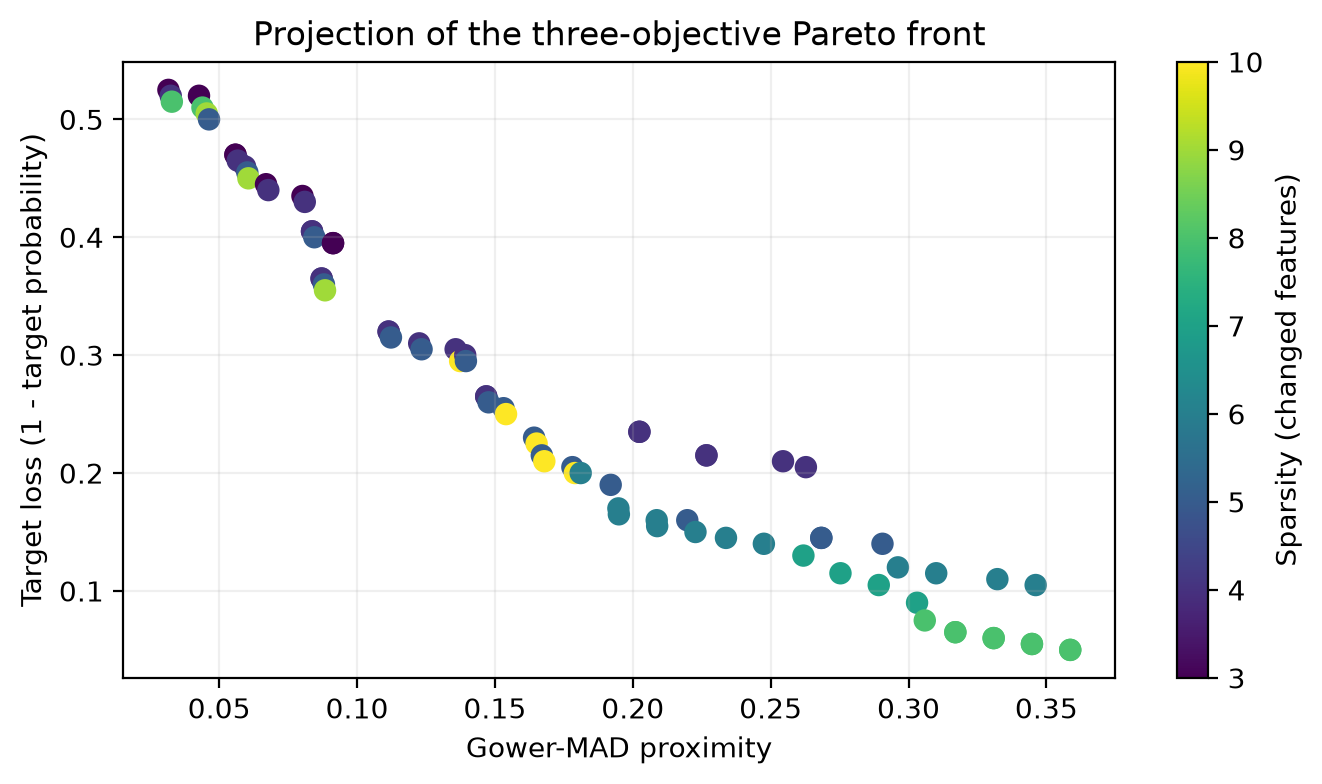 Projection of the three-objective Pareto front
Target loss (1 - target probability)
0.5
0.4
0.3
0.2
0.1
0.05 0.10 0.15 0.20 0.25 0.30 0.35
Gower-MAD proximity
10
9
8
7
6
5
4
3
Sparsity (changed features)